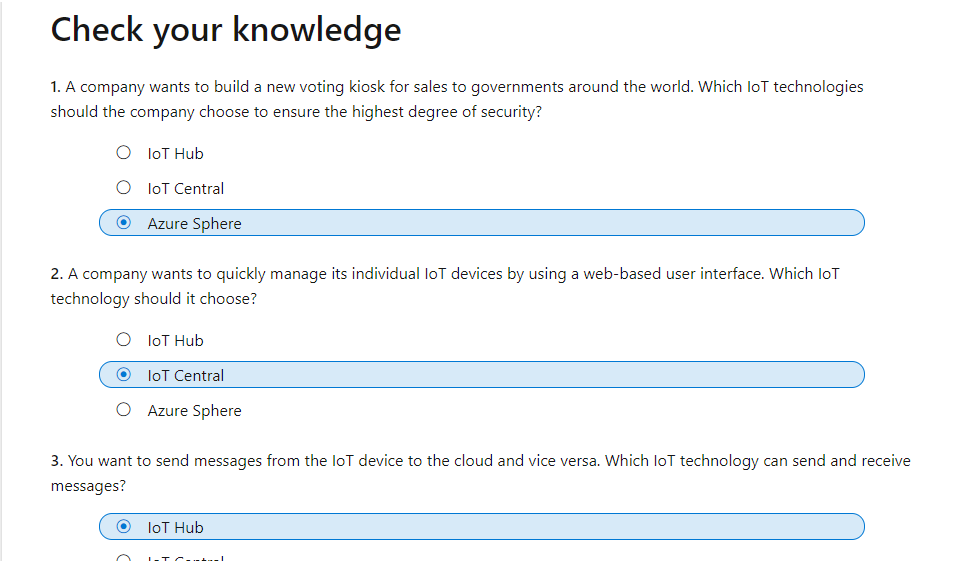 Check your knowledge
1. A company wants to build a new voting kiosk for sales to governments around the world. Which IoT technologies
should the company choose to ensure the highest degree of security?
IoT Hub
IoT Central
Azure Sphere
2. A company wants to quickly manage its individual IoT devices by using a web-based user interface. Which IoT
technology should it choose?
IoT Hub
IoT Central
Azure Sphere
3. You want to send messages from the IoT device to the cloud and vice versa. Which IoT technology can send and receive
messages?
IoT Hub
IoT Central